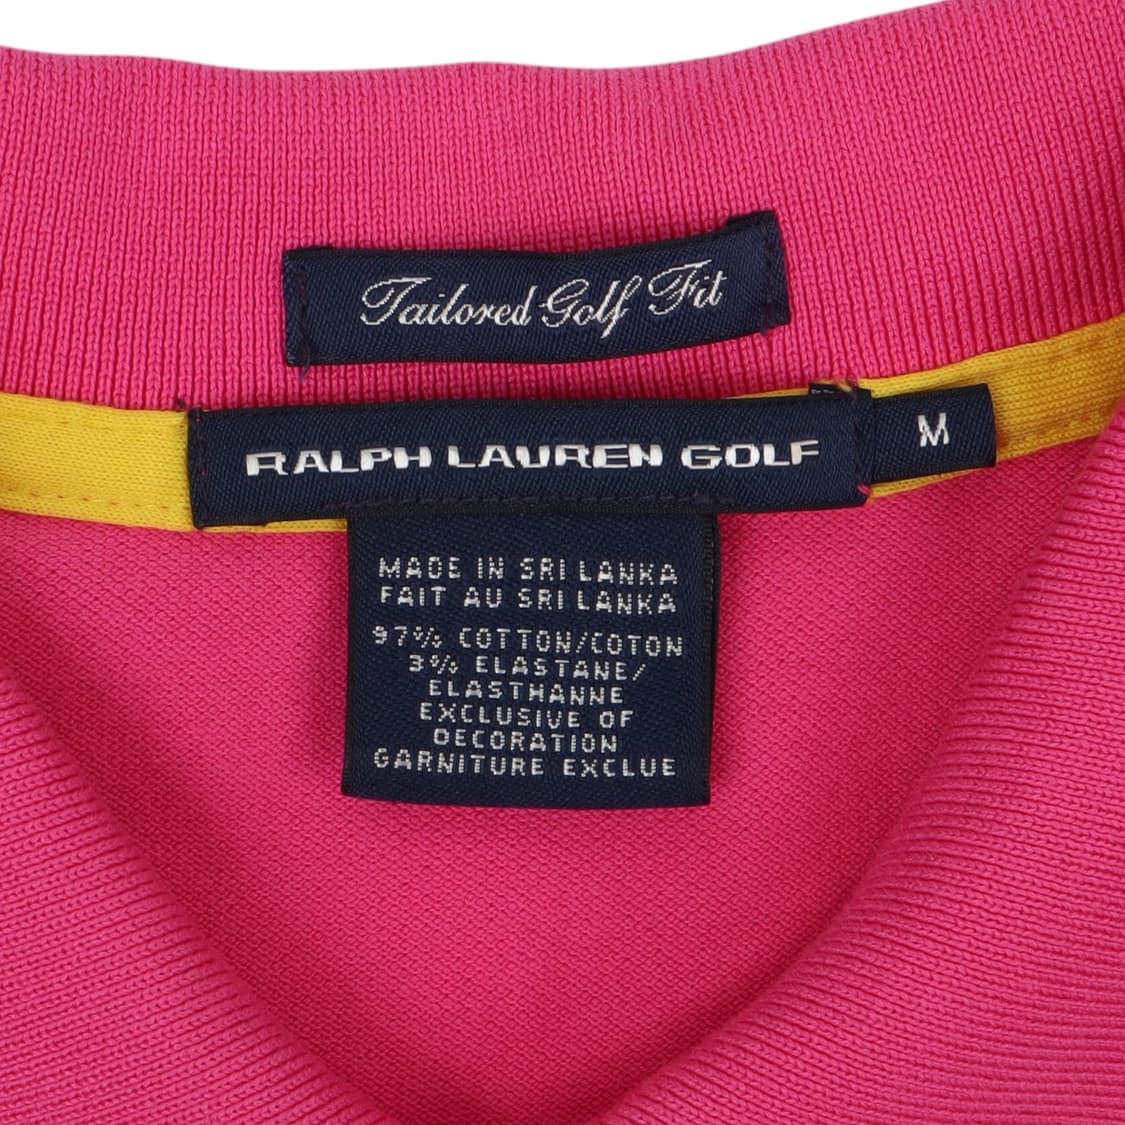 Tailored Golf Fit
RALPH LAUREN GOLF
M
MADE IN SRI LANKA
FAIT AU SRI LANKA
97% COTTON/COTON
3% ELASTANE/
ELASTHANNE
EXCLUSIVE OF
DECORATION
GARNITURE EXCLUE